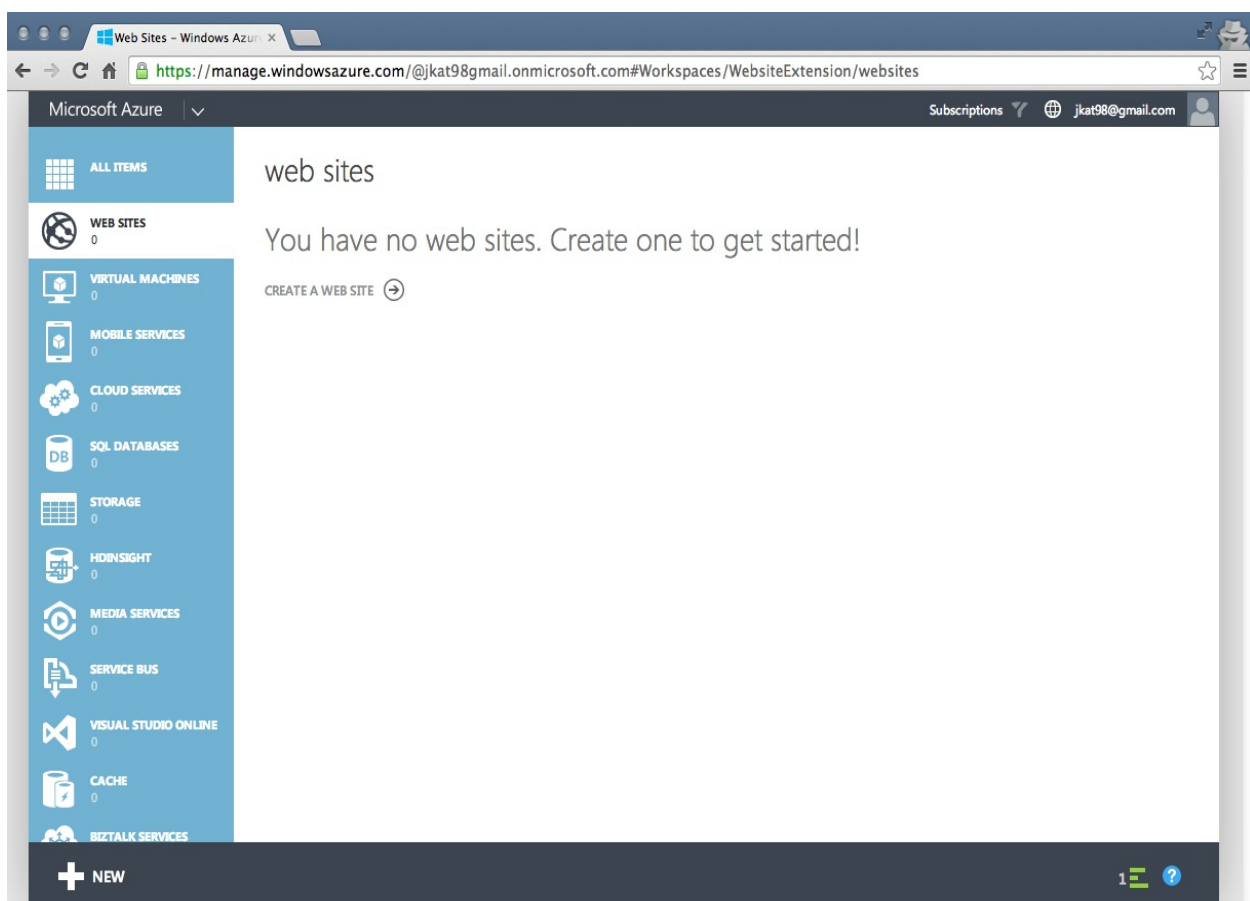 Web Sites – Windows Azur
https://manage.windowsazure.com/@jkat98gmail.onmicrosoft.com#Workspaces/WebsiteExtension/websites
Microsoft Azure
Subscriptions
jkat98@gmail.com
ALL ITEMS
WEB SITES
0
VIRTUAL MACHINES
0
MOBILE SERVICES
0
CLOUD SERVICES
0
DB
SQL DATABASES
0
STORAGE
0
HDINSIGHT
0
MEDIA SERVICES
0
SERVICE BUS
0
VISUAL STUDIO ONLINE
0
CACHE
0
BIZTALK SERVICES
web sites
You have no web sites. Create one to get started!
CREATE A WEB SITE
NEW
1
?